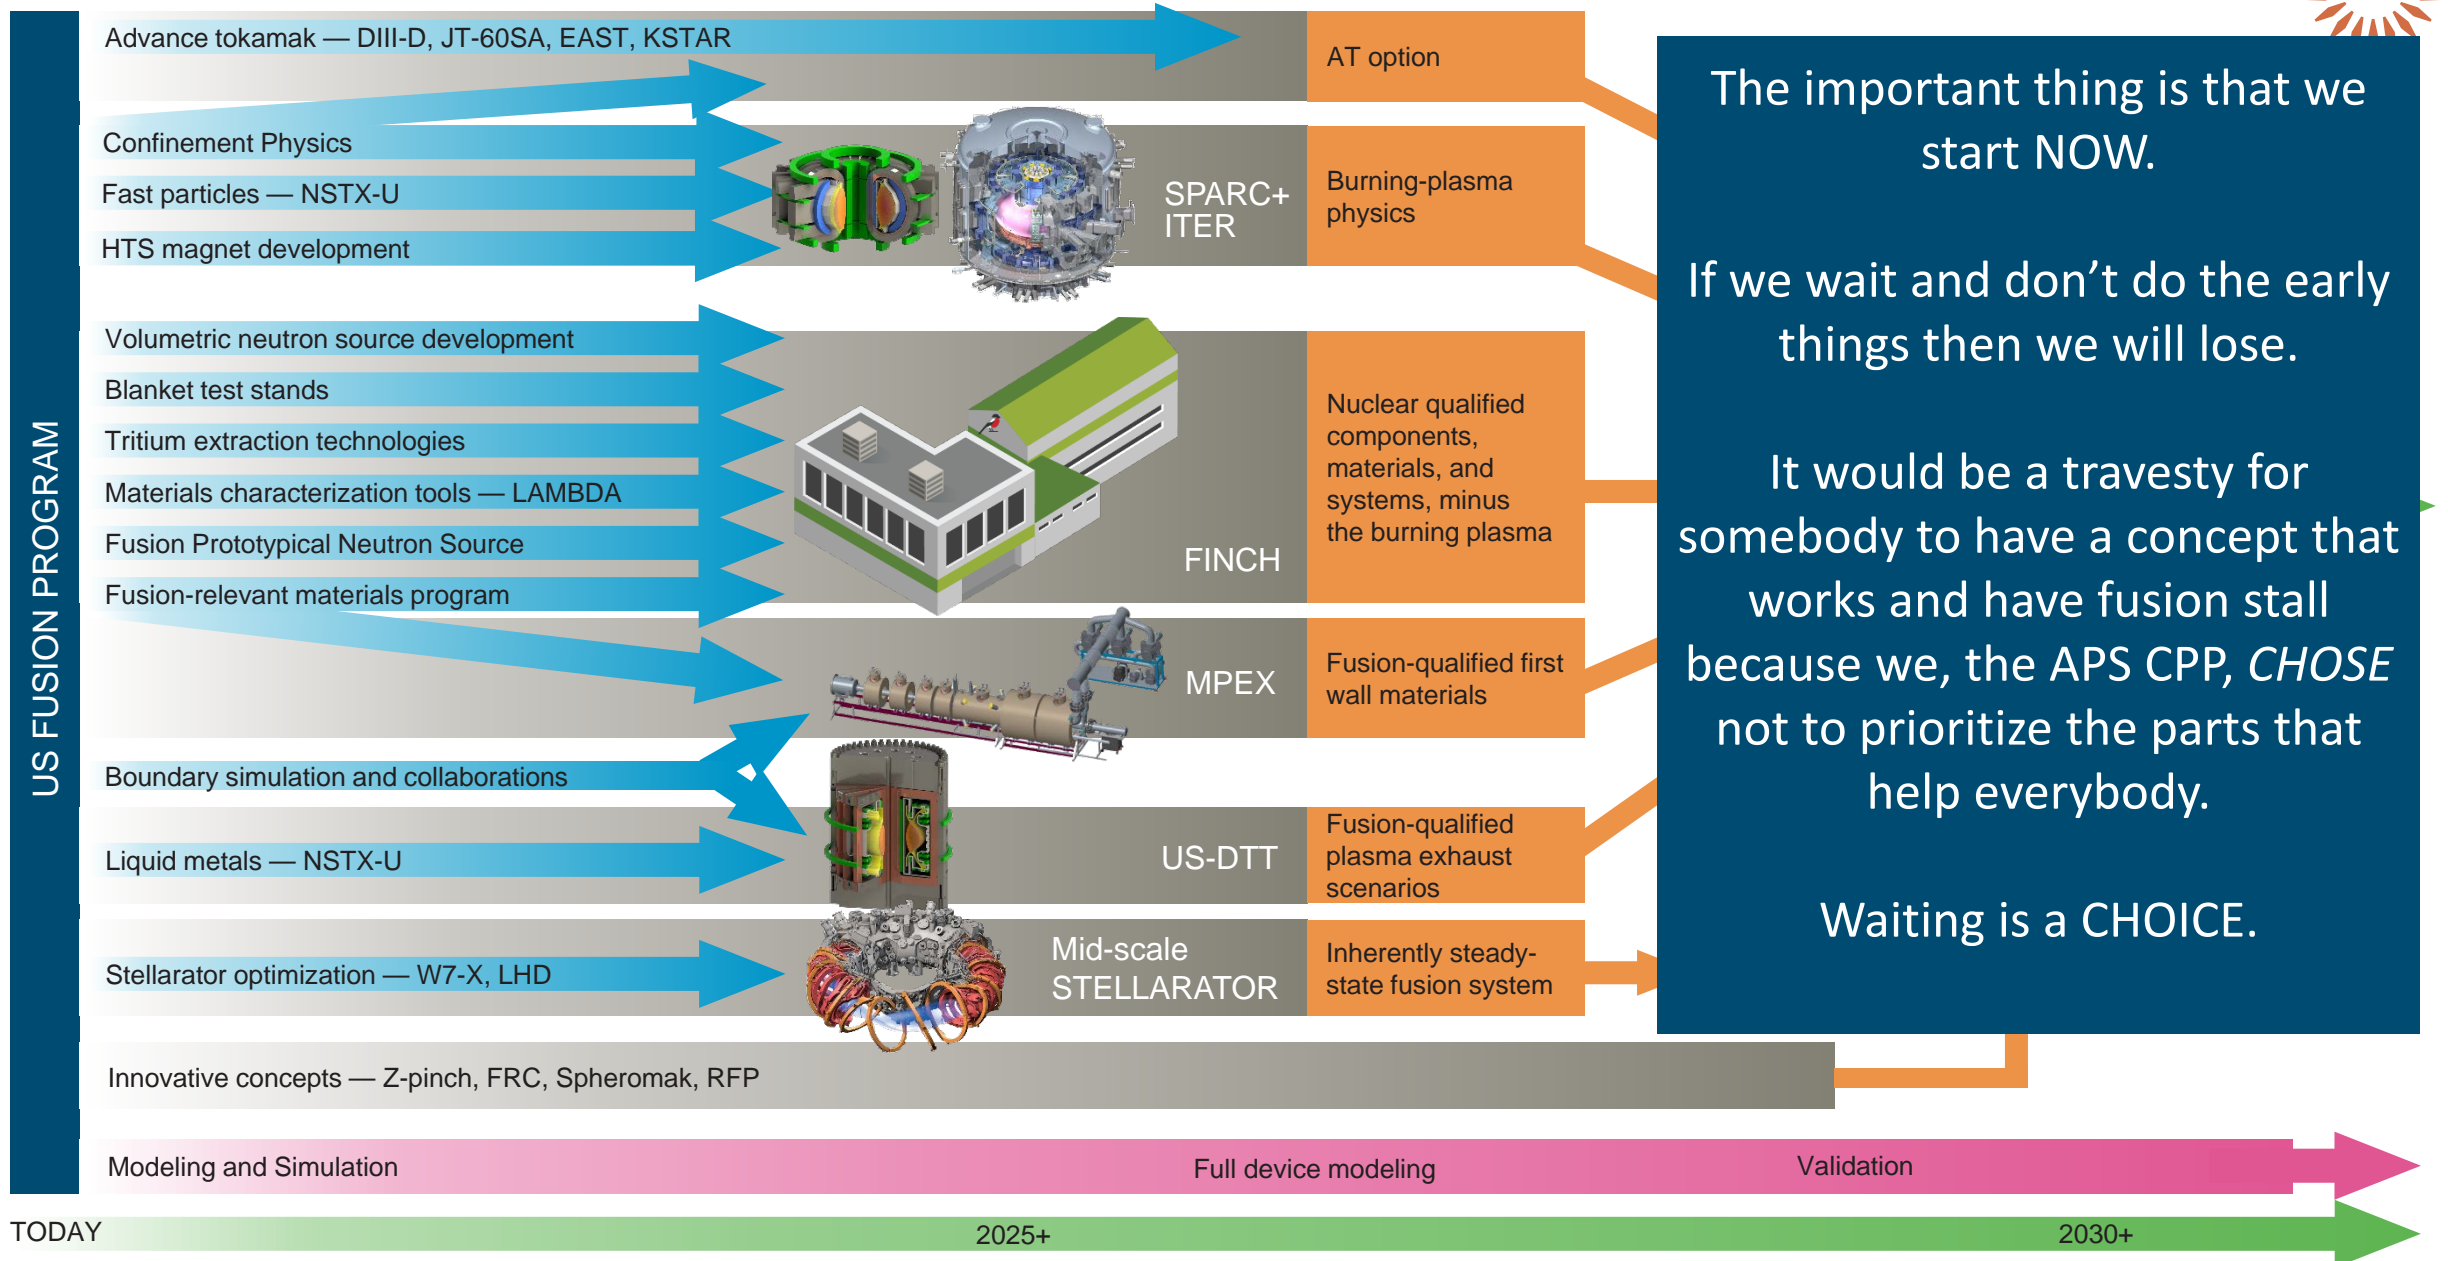 US FUSION PROGRAM
Advance tokamak — DIII-D, JT-60SA, EAST, KSTAR
AT option
Confinement Physics
Fast particles — NSTX-U
HTS magnet development
SPARC+
ITER
Burning-plasma
physics
Volumetric neutron source development
Blanket test stands
Tritium extraction technologies
Materials characterization tools — LAMBDA
Fusion Prototypical Neutron Source
Fusion-relevant materials program
FINCH
Nuclear qualified
components,
materials, and
systems, minus
the burning plasma
MPEX
Fusion-qualified first
wall materials
Boundary simulation and collaborations
Liquid metals — NSTX-U
US-DTT
Fusion-qualified
plasma exhaust
scenarios
Stellarator optimization — W7-X, LHD
Mid-scale
STELLARATOR
Inherently steady-
state fusion system
Innovative concepts — Z-pinch, FRC, Spheromak, RFP
The important thing is that we
start NOW.
If we wait and don’t do the early
things then we will lose.
It would be a travesty for
somebody to have a concept that
works and have fusion stall
because we, the APS CPP, CHOSE
not to prioritize the parts that
help everybody.
Waiting is a CHOICE.
Modeling and Simulation
Full device modeling
Validation
TODAY
2025+
2030+